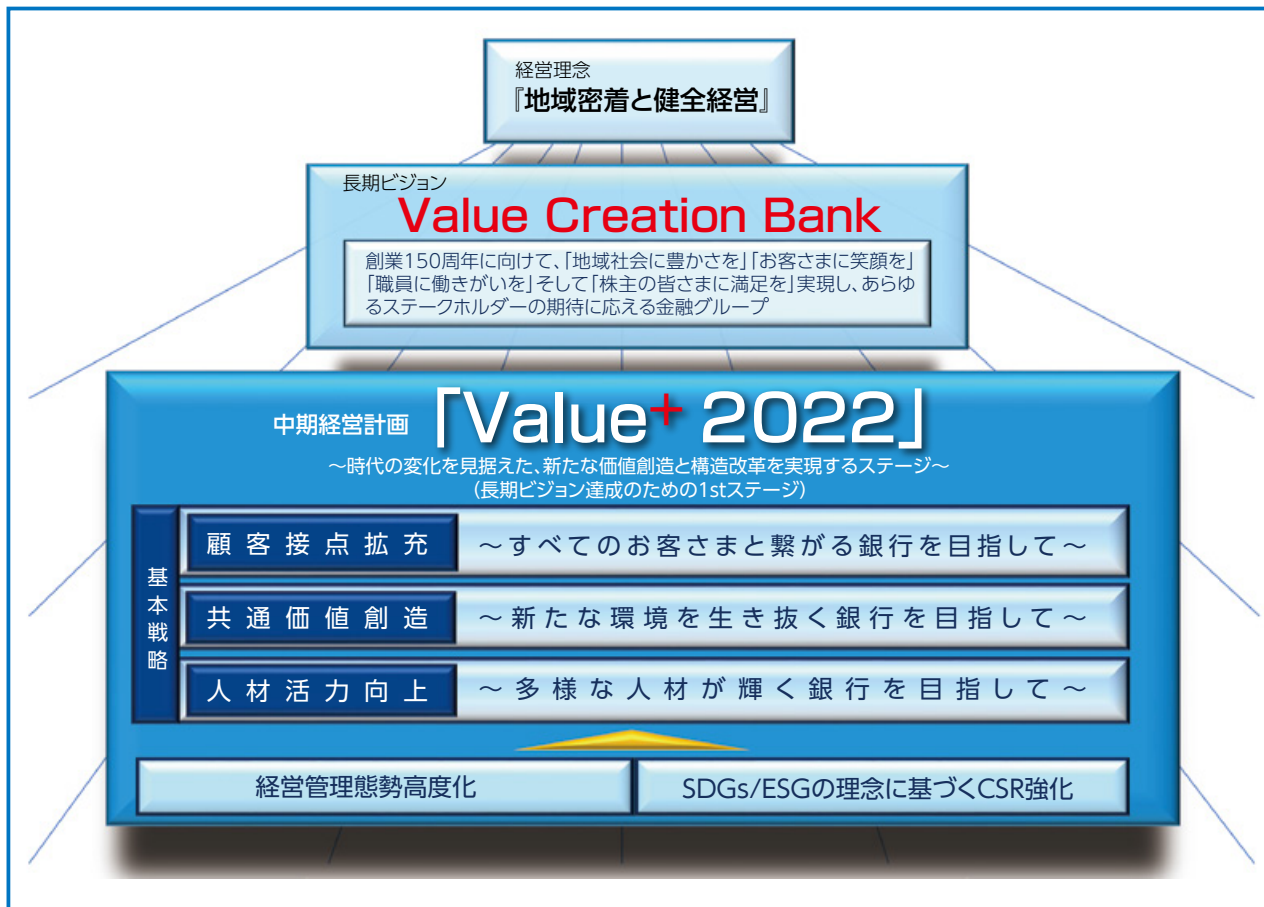 経営理念
『地域密着と健全経営』
長期ビジョン
Value Creation Bank
創業150周年に向けて、「地域社会に豊かさを」「お客さまに笑顔を」
「職員に働きがいを」そして「株主の皆さまに満足を」実現し、あらゆ
るステークホルダーの期待に応える金融グループ
中期経営計画 「Value+ 2022」
～時代の変化を見据えた、新たな価値創造と構造改革を実現するステージ～
(長期ビジョン達成のための1stステージ)
基本戦略
顧客接点拡充 ～すべてのお客さまと繋がる銀行を目指して～
共通価値創造 ～新たな環境を生き抜く銀行を目指して～
人材活力向上 ～多様な人材が輝く銀行を目指して～
経営管理態勢高度化 SDGs/ESGの理念に基づくCSR強化